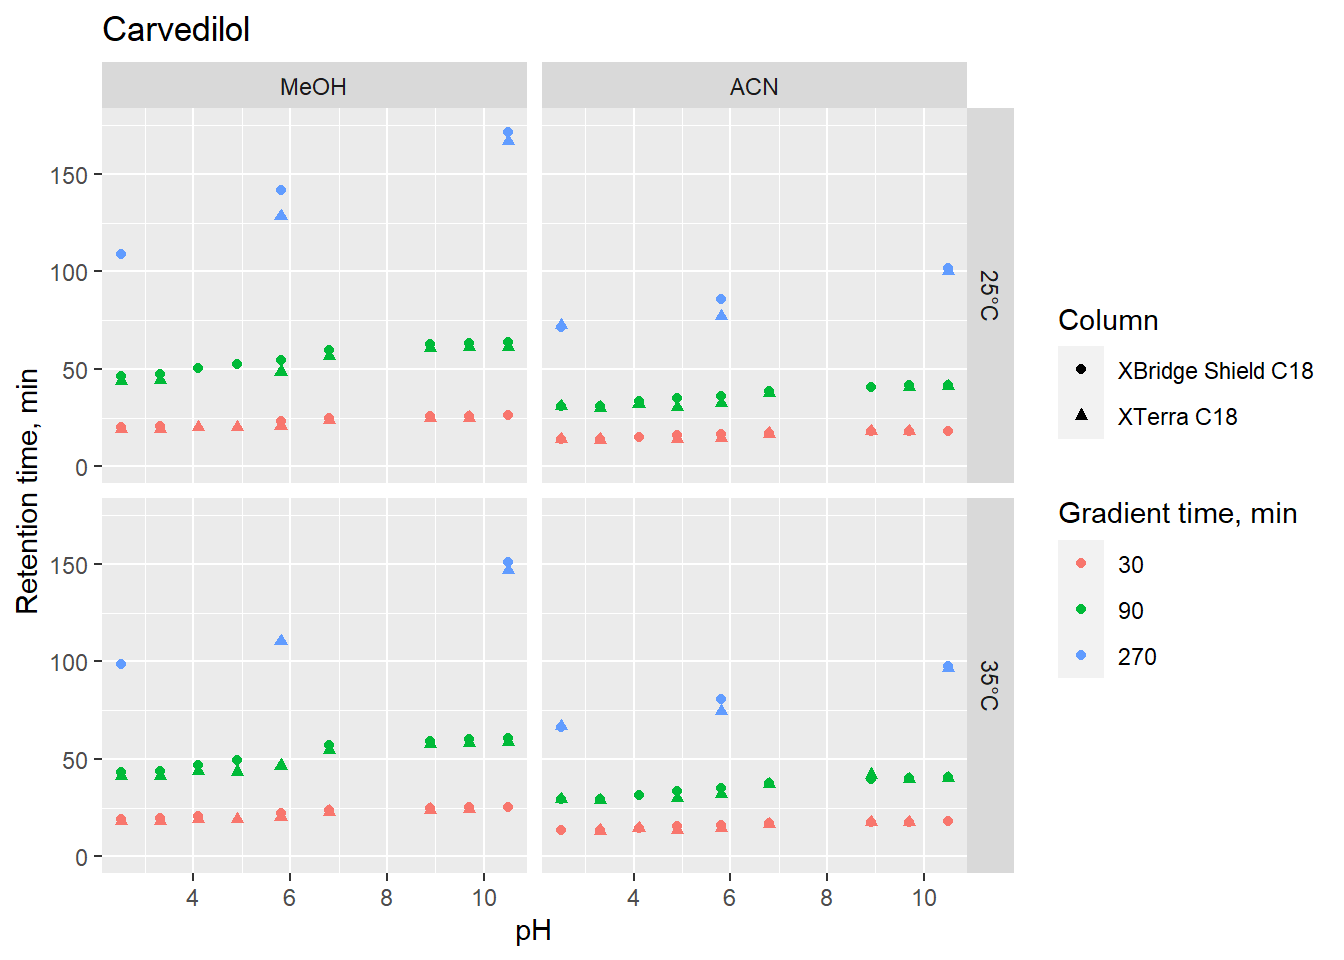 Carvedilol
MeOH
ACN
150
100
50
0
25°C
150
100
50
0
35°C
4
6
8
10
4
6
8
10
pH
Retention time, min
Column
XBridge Shield C18
XTerra C18
Gradient time, min
30
90
270